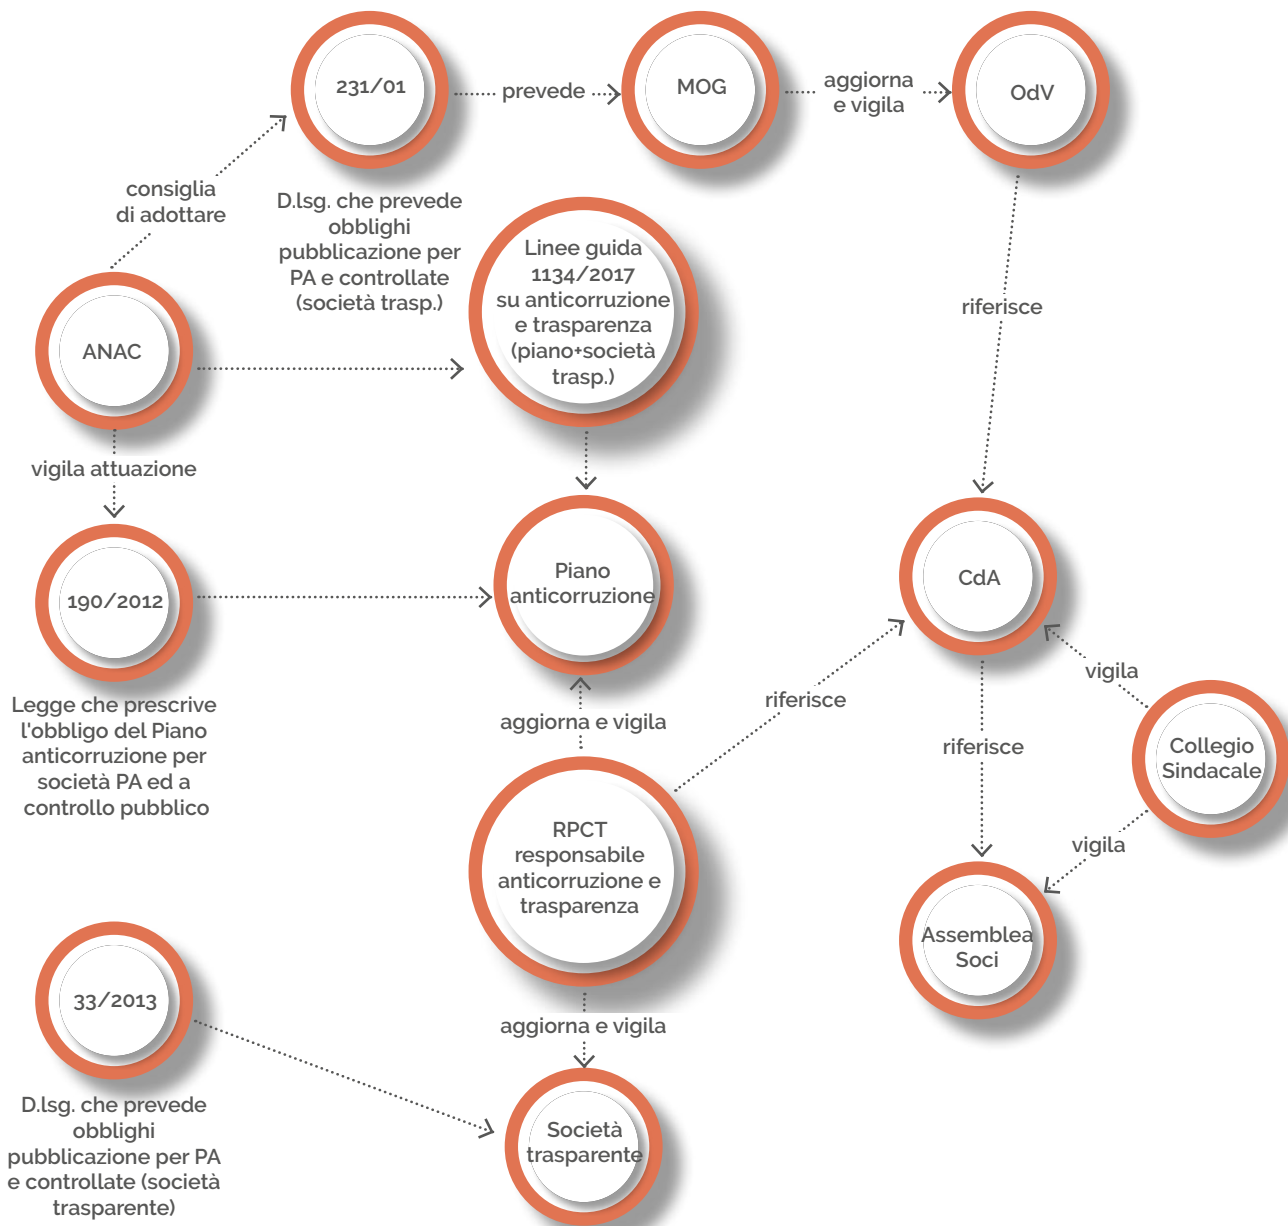 231/01
prevede
MOG
aggiorna
e vigila
OdV
consiglia
di adottare
D.lsg. che prevede
obblighi
pubblicazione per
PA e controllate
(società trasp.)
Linee guida
1134/2017
su anticorruzione
e trasparenza
(piano+società
trasp.)
riferisce
ANAC
vigila attuazione
190/2012
Piano
anticorruzione
CdA
Legge che prescrive
l'obbligo del Piano
anticorruzione per
società PA ed a
controllo pubblico
aggiorna e vigila
riferisce
vigila
riferisce
Collegio
Sindacale
RPCT
responsabile
anticorruzione e
trasparenza
vigila
Assemblea
Soci
33/2013
aggiorna e vigila
D.lsg. che prevede
obblighi
pubblicazione per PA
e controllate (società
trasparente)
Società
trasparente